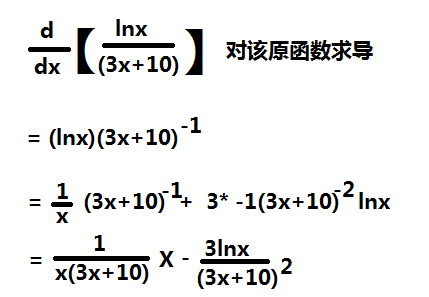 d/dx【lnx/(3x+10)】 对该原函数求导
= (lnx)(3x+10)^-1
= 1/x (3x+10)^-1 + 3* -1(3x+10)^-2 lnx
= 1/x(3x+10) X - 3lnx/(3x+10)^2